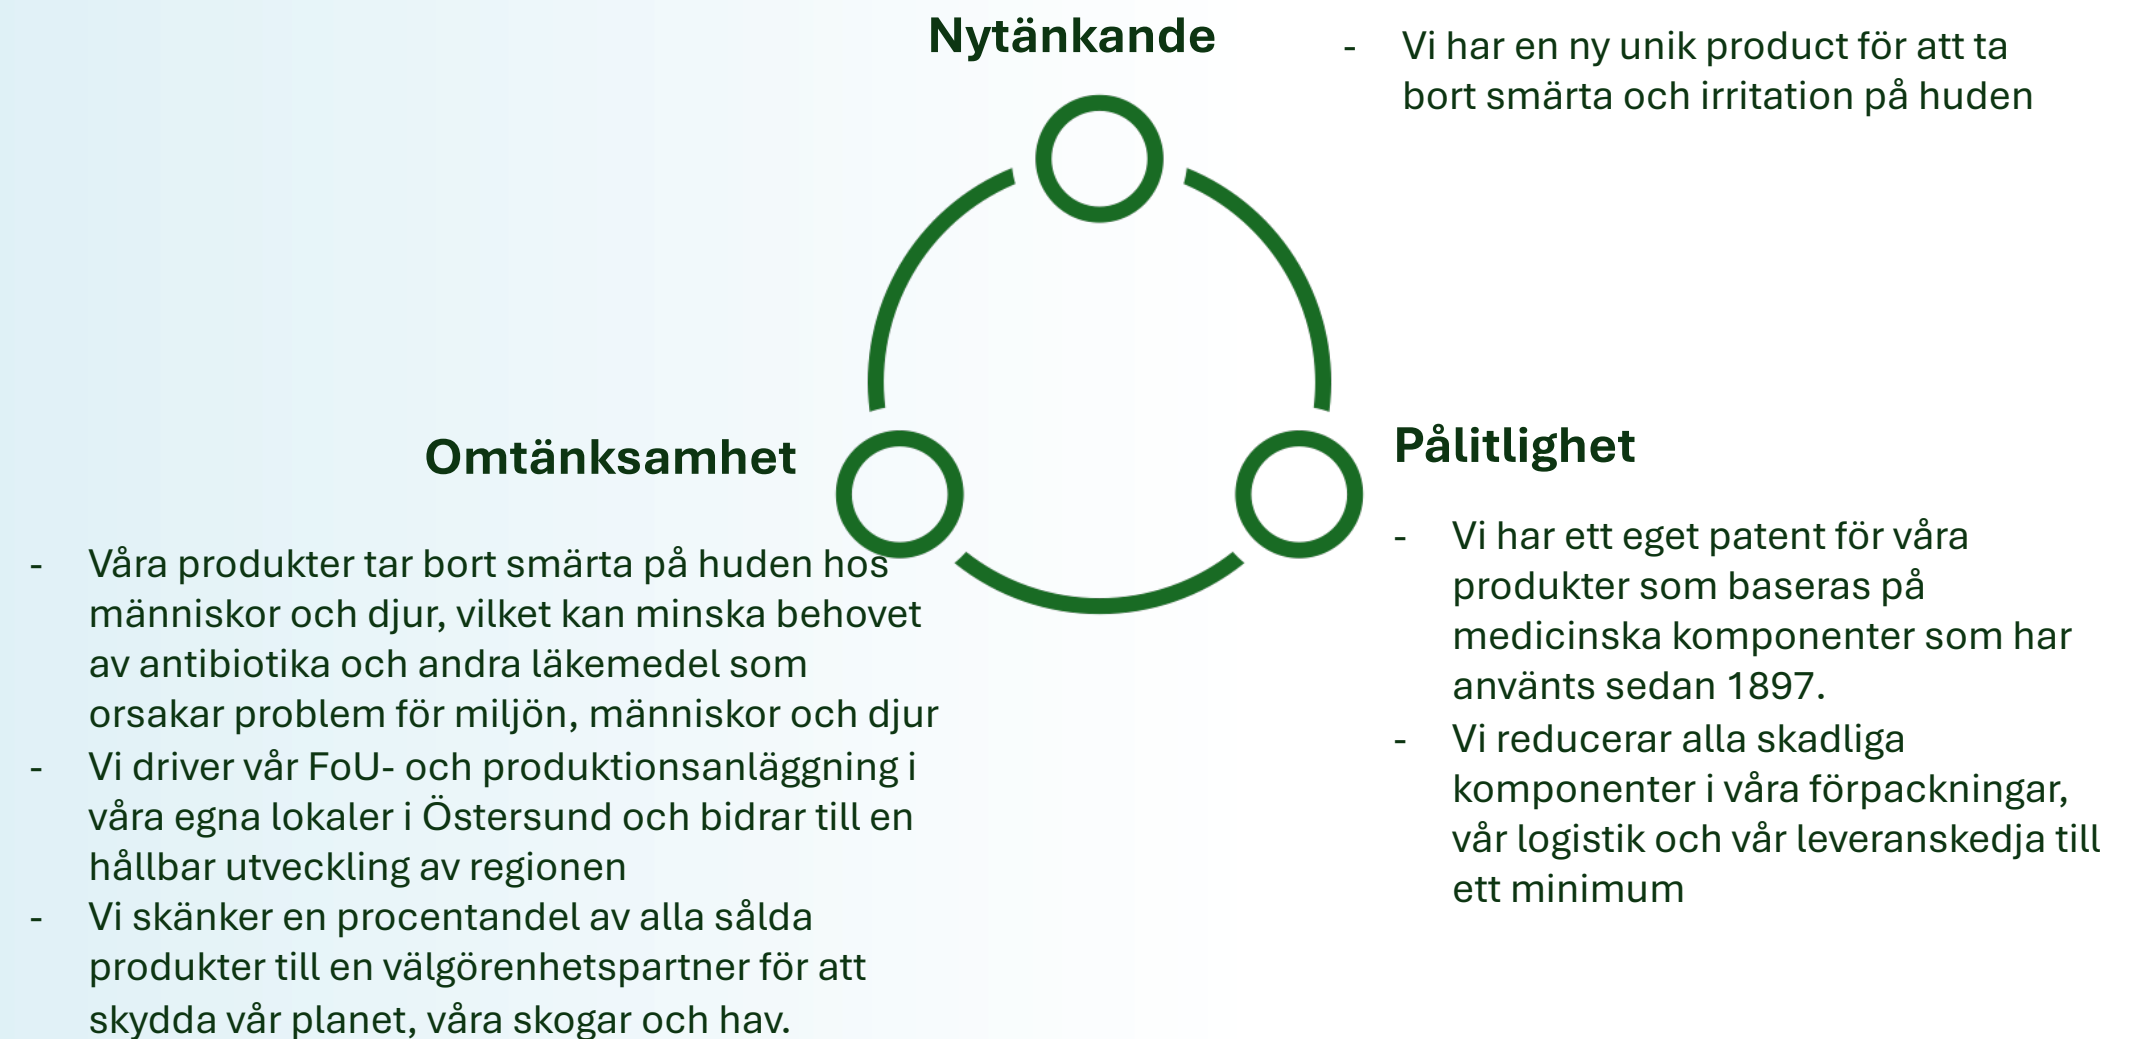 Nytänkande
- Vi har en ny unik product för att ta
bort smärta och irritation på huden
Omtänksamhet
- Våra produkter tar bort smärta på huden hos
människor och djur, vilket kan minska behovet
av antibiotika och andra läkemedel som
orsakar problem för miljön, människor och djur
- Vi driver vår FoU- och produktionsanläggning i
våra egna lokaler i Östersund och bidrar till en
hållbar utveckling av regionen
- Vi skänker en procentandel av alla sålda
produkter till en välgörenhetspartner för att
skydda vår planet, våra skogar och hav.
Pålitlighet
- Vi har ett eget patent för våra
produkter som baseras på
medicinska komponenter som har
använts sedan 1897.
- Vi reducerar alla skadliga
komponenter i våra förpackningar,
vår logistik och vår leveranskedja till
ett minimum